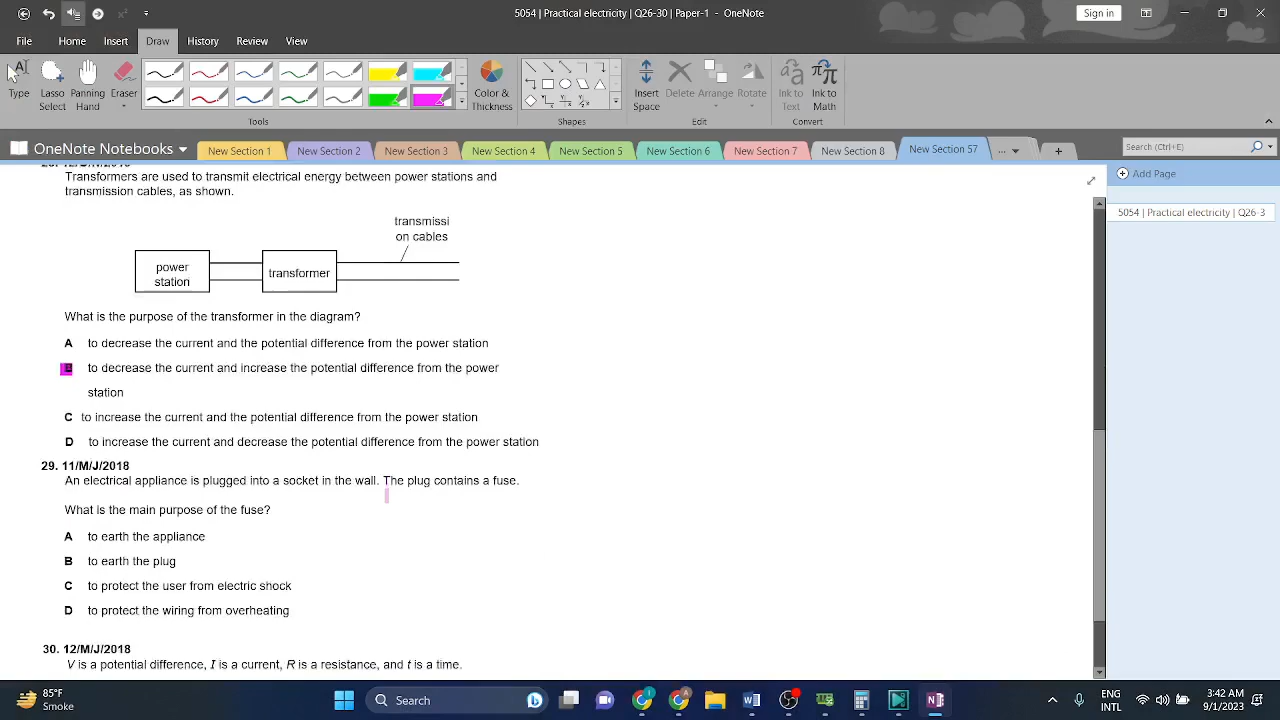 5054 | Practical electricity | Q26-30 | Paper-1 - OneNote
Sign in
File Home Insert Draw History Review View
Type
Lasso Select
Panning Hand
Eraser
Color & Thickness
Insert Space
Delete
Arrange
Rotate
Ink to Text
Ink to Math
Tools
Shapes
Edit
Convert
OneNote Notebooks
New Section 1
New Section 2
New Section 3
New Section 4
New Section 5
New Section 6
New Section 7
New Section 8
New Section 57
...
Search (Ctrl+E)
Add Page
5054 | Practical electricity | Q26-3
Transformers are used to transmit electrical energy between power stations and
transmission cables, as shown.
transmissi
on cables
power
station
transformer
What is the purpose of the transformer in the diagram?
A to decrease the current and the potential difference from the power station
B to decrease the current and increase the potential difference from the power
station
C to increase the current and the potential difference from the power station
D to increase the current and decrease the potential difference from the power station
29. 11/M/J/2018
An electrical appliance is plugged into a socket in the wall. The plug contains a fuse.
What is the main purpose of the fuse?
A to earth the appliance
B to earth the plug
C to protect the user from electric shock
D to protect the wiring from overheating
30. 12/M/J/2018
V is a potential difference, I is a current, R is a resistance, and t is a time.
85°F
Smoke
Search
ENG
INTL
3:42 AM
9/1/2023